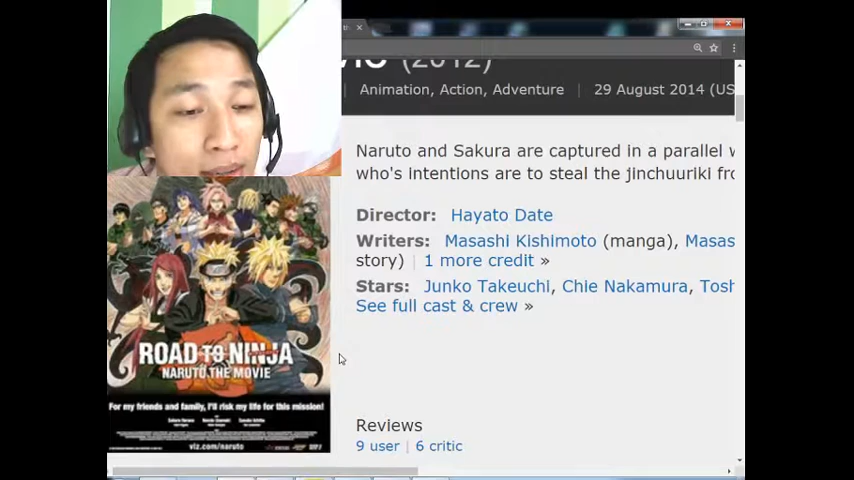 (2012)
Animation, Action, Adventure | 29 August 2014 (US
Naruto and Sakura are captured in a parallel w
who's intentions are to steal the jinchuuriki fro
Director: Hayato Date
Writers: Masashi Kishimoto (manga), Masas
story) | 1 more credit »
Stars: Junko Takeuchi, Chie Nakamura, Tosh
See full cast & crew »
ROAD TO NINJA
NARUTO THE MOVIE
For my friends and family, I'll risk my life for this mission!
viz.com/naruto
Reviews
9 user | 6 critic